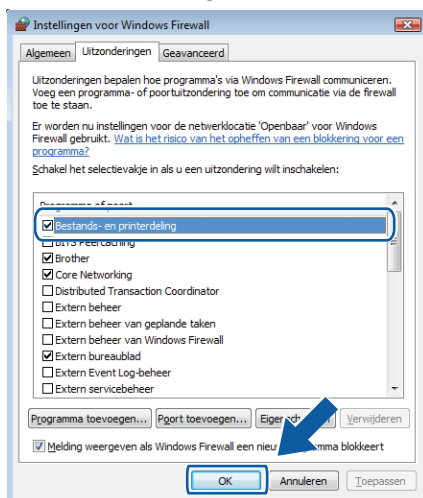 Instellingen voor Windows Firewall
Algemeen Uitzonderingen Geavanceerd
Uitzonderingen bepalen hoe programma's via Windows Firewall communiceren.
Voeg een programma- of poortuitzondering toe om communicatie via de firewall
toe te staan.
Er worden nu instellingen voor de netwerklocatie 'Openbaar' voor Windows
Firewall gebruikt. Wat is het risico van het opheffen van een blokkering voor een
programma?
Schakel het selectievakje in als u een uitzondering wilt inschakelen:
Programma of poort
Bestands- en printerdeling
BITS Peercaching
Brother
Core Networking
Distributed Transaction Coordinator
Extern beheer
Extern beheer van geplande taken
Extern beheer van Windows Firewall
Extern bureaublad
Extern Event Log-beheer
Extern servicebeheer
Programma toevoegen... Poort toevoegen... Verwijderen
Melding weergeven als Windows Firewall een blokkeert
OK Annuleren Toepassen